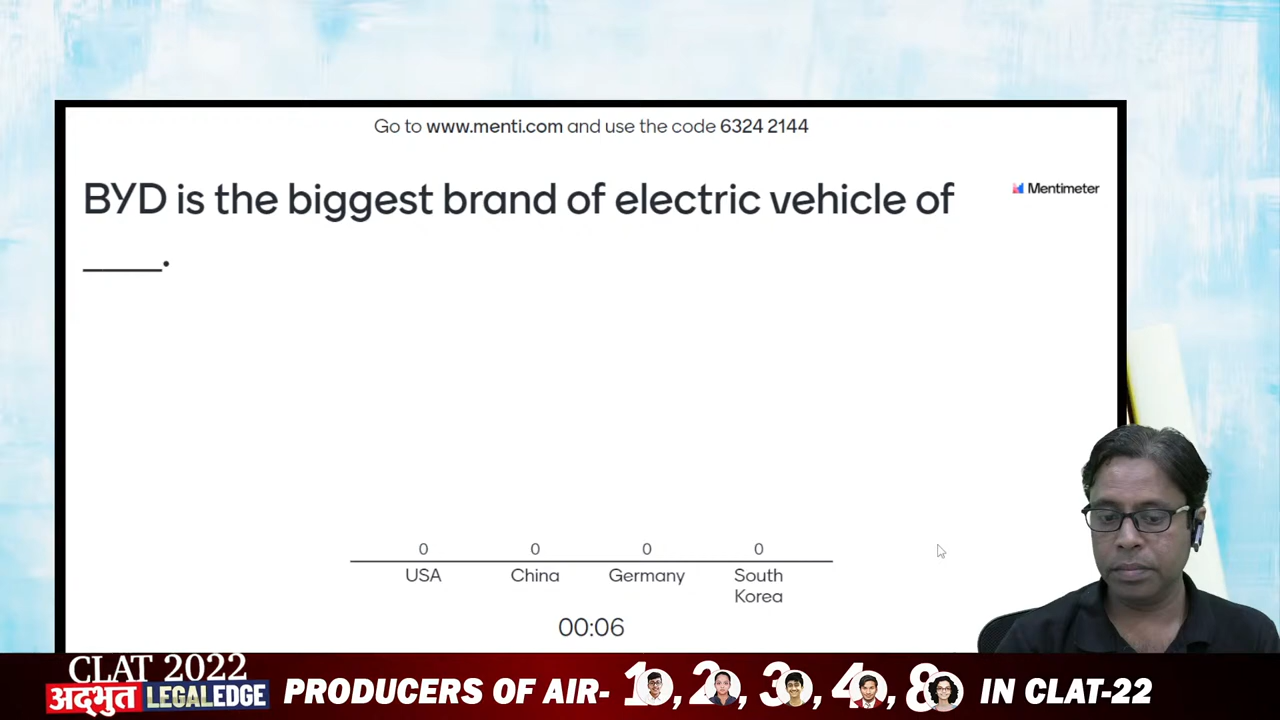 Go to www.menti.com and use the code 6324 2144
BYD is the biggest brand of electric vehicle of
____.
Mentimeter
0 0 0 0
USA China Germany South Korea
00:06
CLAT 2022
अद्भुत LEGALEDGE
PRODUCERS OF AIR- 1, 2, 3, 4, 8 IN CLAT-22